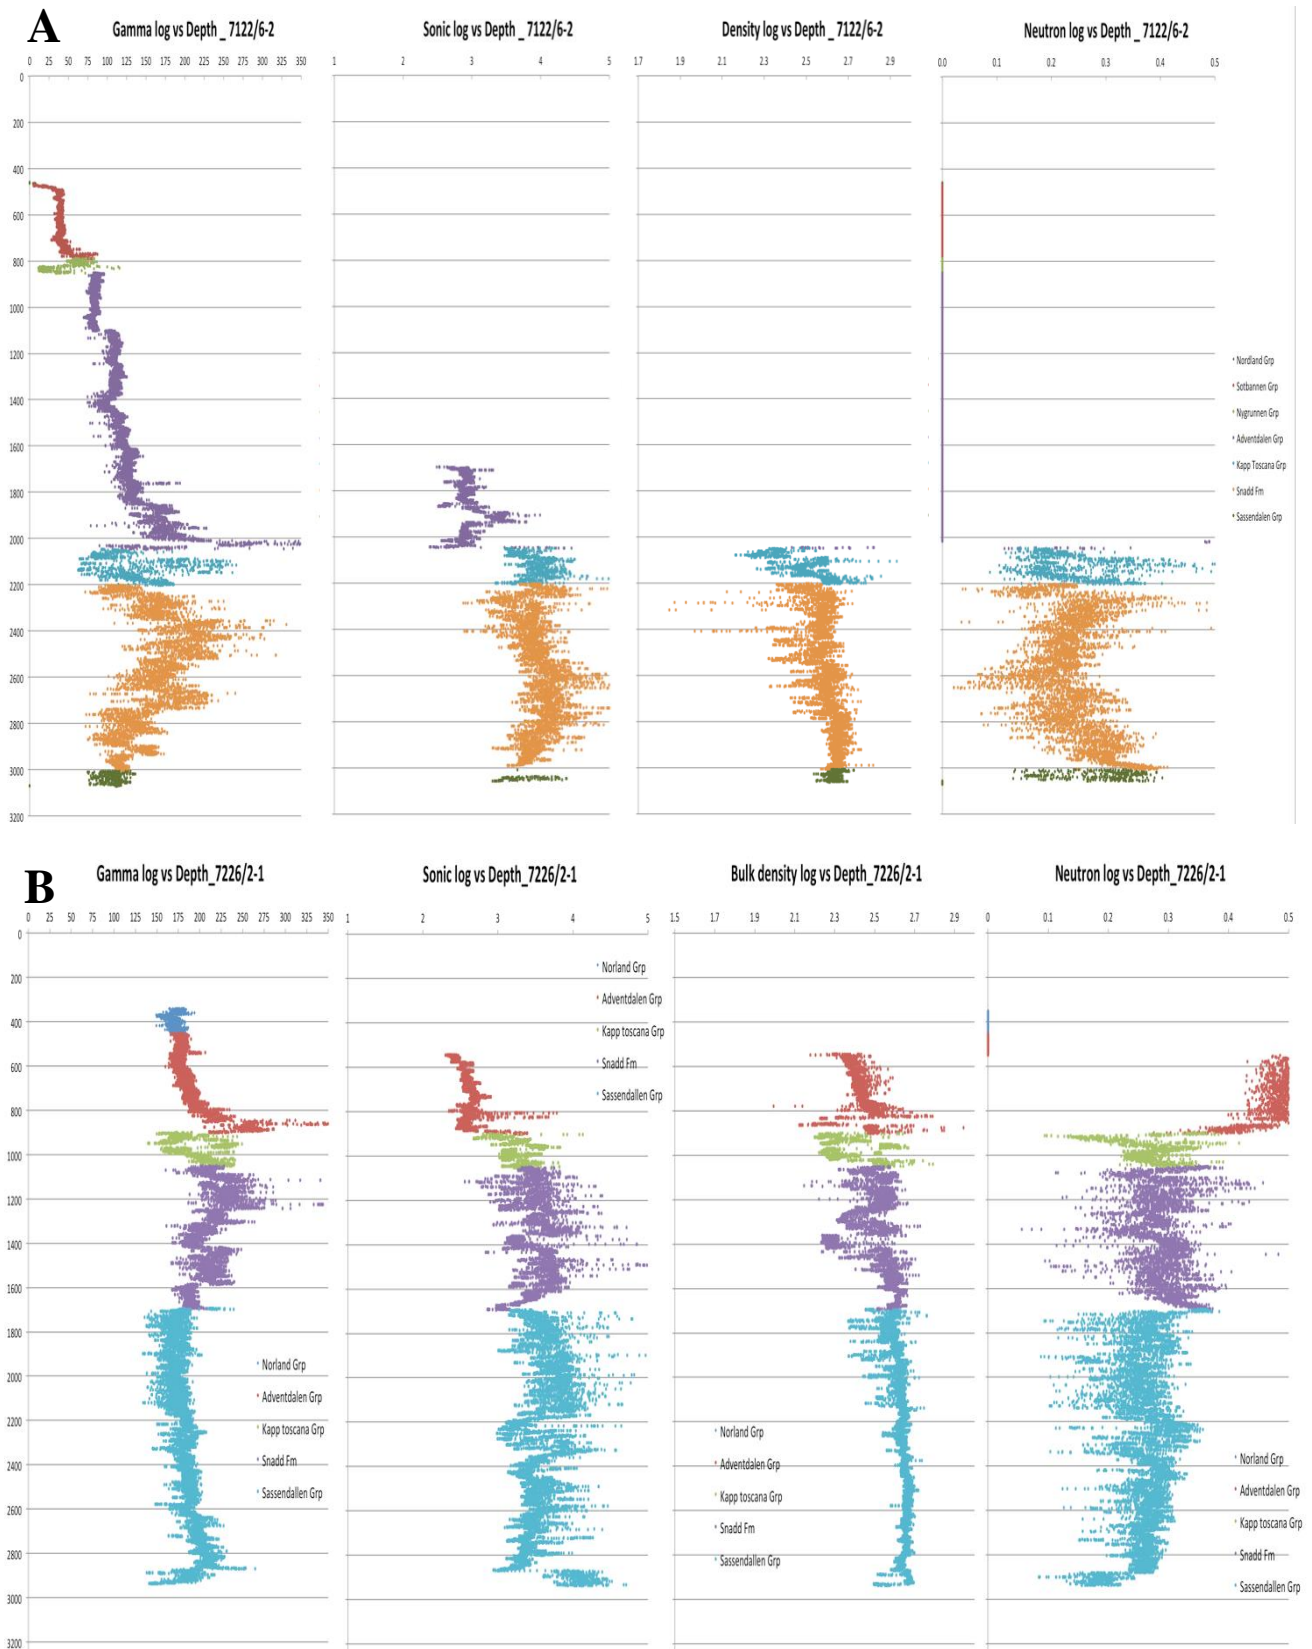 A
Gamma log vs Depth _ 7122/6-2
Sonic log vs Depth _ 7122/6-2
Density log vs Depth _ 7122/6-2
Neutron log vs Depth _ 7122/6-2
0 25 50 75 100 125 150 175 200 225 250 275 300 325 350
1 2 3 4 5
1.7 1.9 2.1 2.3 2.5 2.7 2.9
0.0 0.1 0.2 0.3 0.4 0.5
0
200
400
600
800
1000
1200
1400
1600
1800
2000
2200
2400
2600
2800
3000
3200
Nordland Grp
Sotbannen Grp
Nygrunnen Grp
Adventdalen Grp
Kapp Toscana Grp
Snadd Fm
Sassendalen Grp
B
Gamma log vs Depth_7226/2-1
Sonic log vs Depth_7226/2-1
Bulk density log vs Depth_7226/2-1
Neutron log vs Depth_7226/2-1
0 25 50 75 100 125 150 175 200 225 250 275 300 325 350
1 2 3 4 5
1.5 1.7 1.9 2.1 2.3 2.5 2.7 2.9
0 0.1 0.2 0.3 0.4 0.5
0
200
400
600
800
1000
1200
1400
1600
1800
2000
2200
2400
2600
2800
3000
3200
Norland Grp
Adventdalen Grp
Kapp toscana Grp
Snadd Fm
Sassendallen Grp
Norland Grp
Adventdalen Grp
Kapp toscana Grp
Snadd Fm
Sassendallen Grp
Norland Grp
Adventdalen Grp
Kapp toscana Grp
Snadd Fm
Sassendallen Grp
Norland Grp
Adventdalen Grp
Kapp toscana Grp
Snadd Fm
Sassendallen Grp